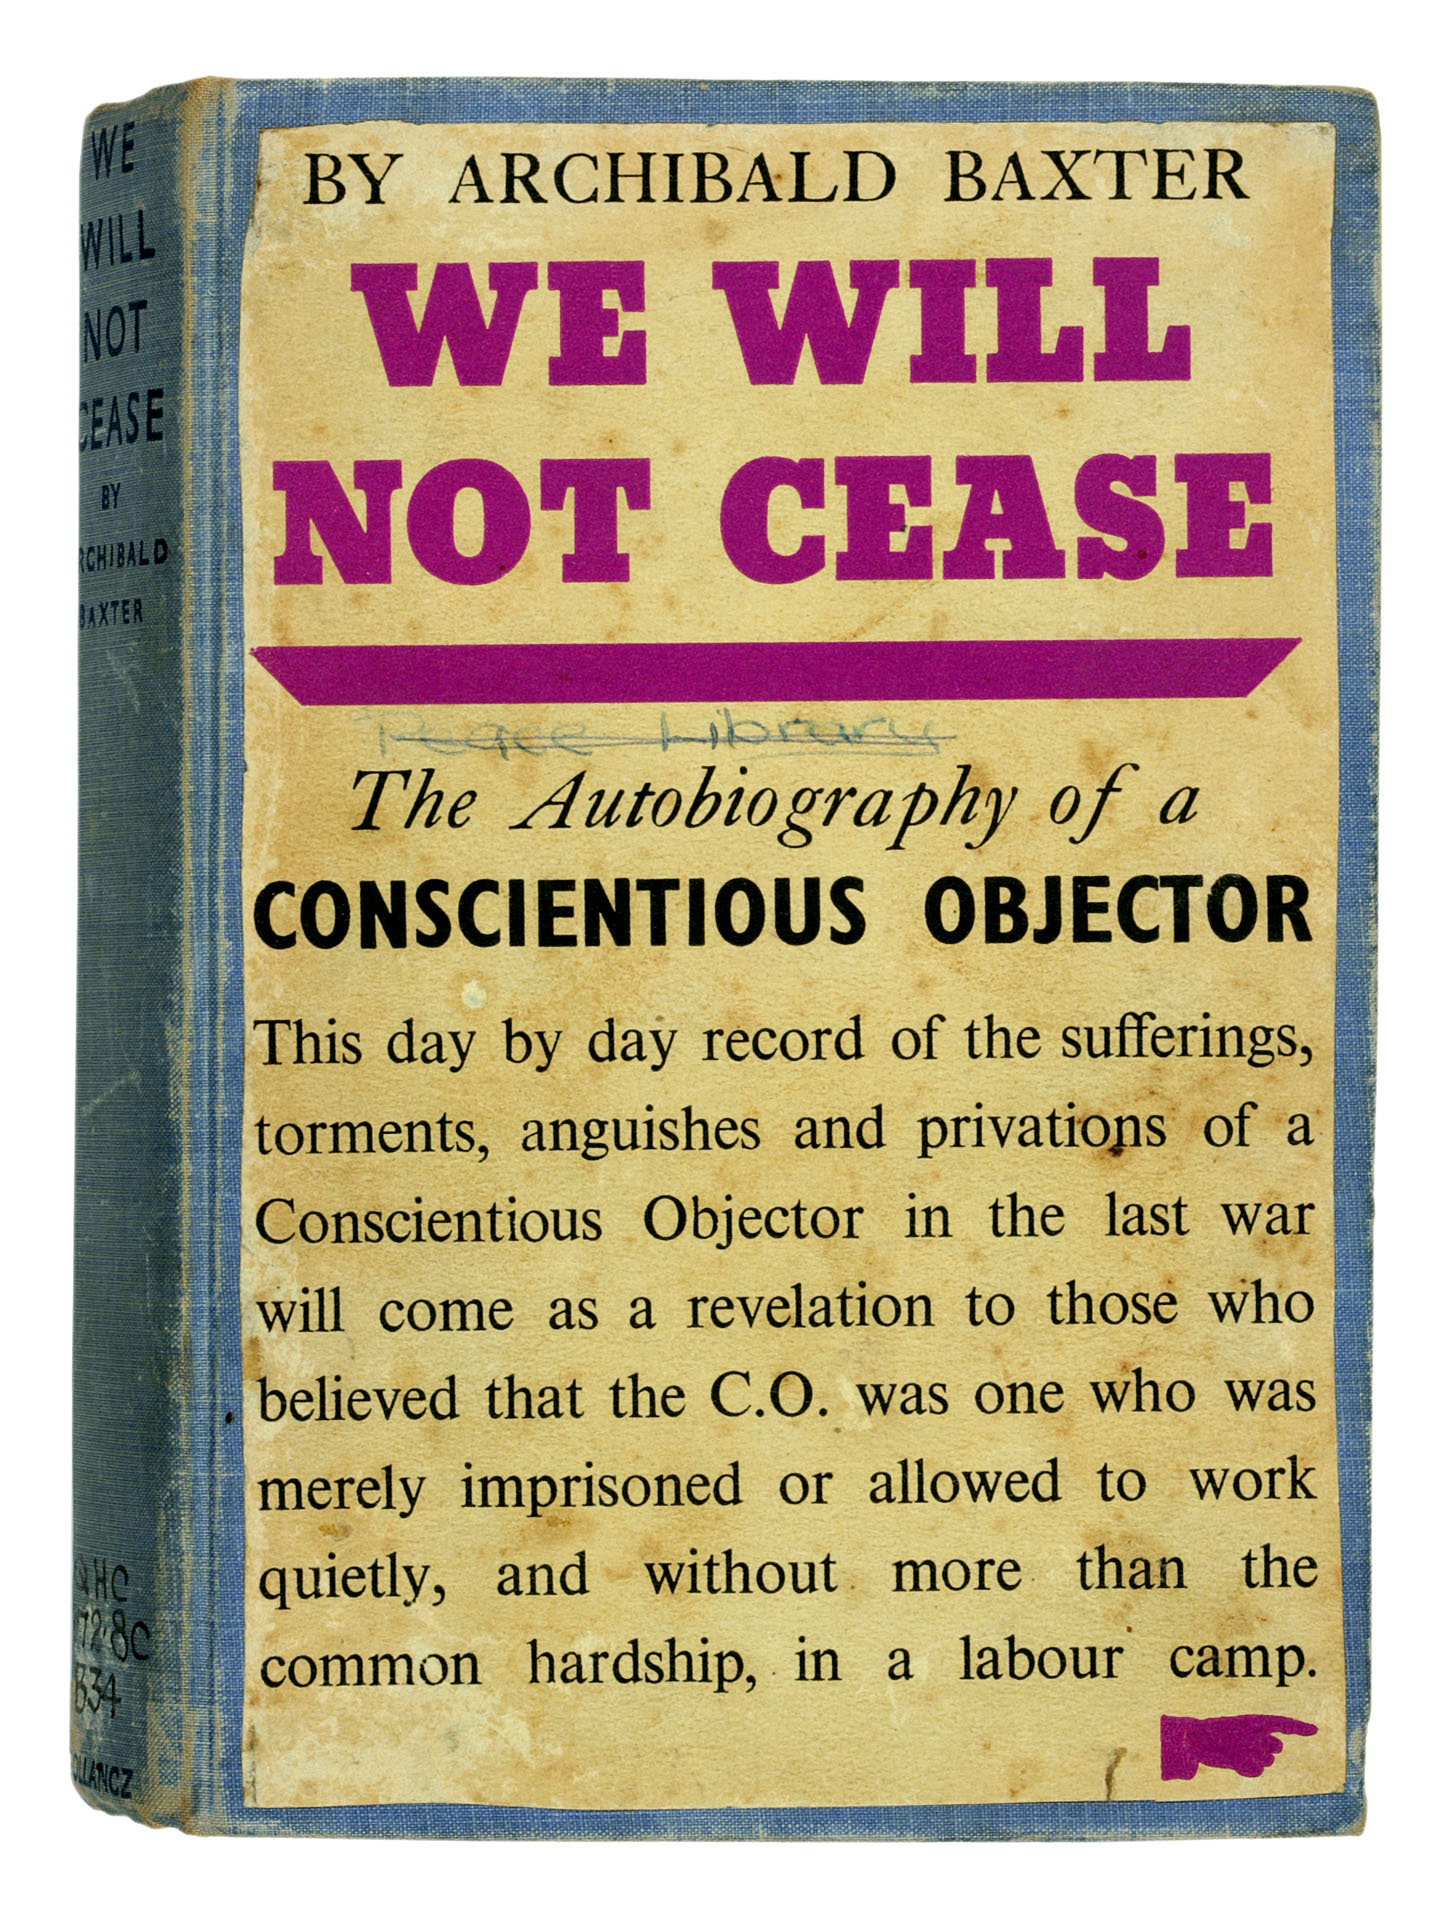 WE
WILL
NOT
CEASE
BY
ARCHIBALD
BAXTER
HC
72·8C
B34
OLLANCZ
BY ARCHIBALD BAXTER
WE WILL
NOT CEASE
Peace Library
The Autobiography of a
CONSCIENTIOUS OBJECTOR
This day by day record of the sufferings,
torments, anguishes and privations of a
Conscientious Objector in the last war
will come as a revelation to those who
believed that the C.O. was one who was
merely imprisoned or allowed to work
quietly, and without more than the
common hardship, in a labour camp.